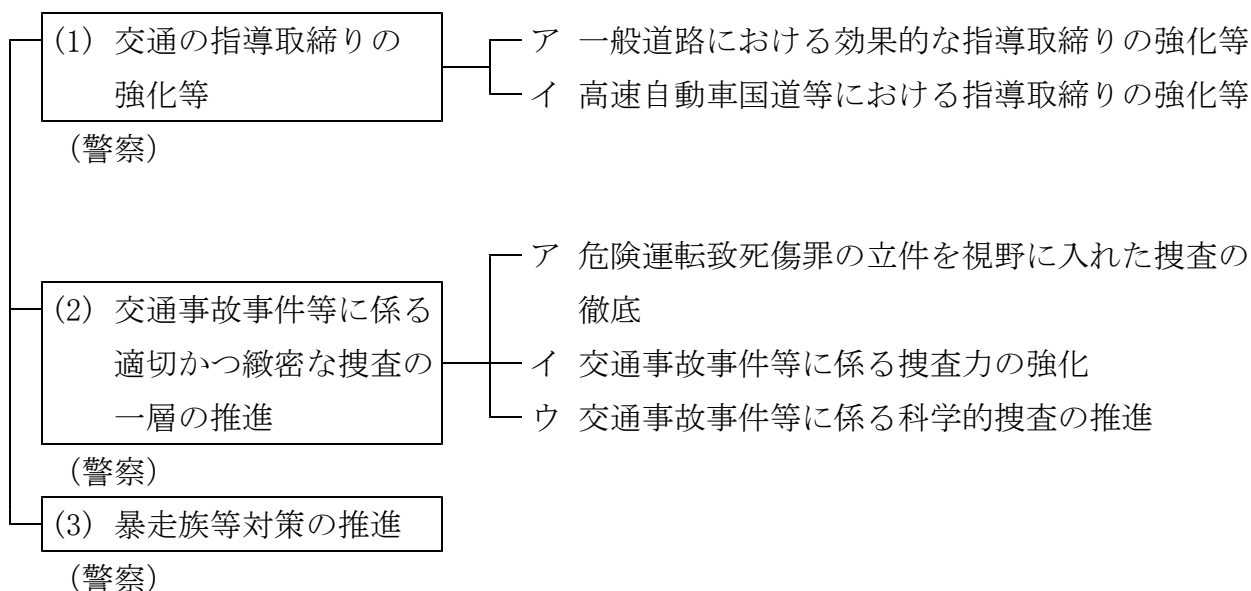 (1) 交通の指導取締りの
強化等
(警察)
ア 一般道路における効果的な指導取締りの強化等
イ 高速自動車国道等における指導取締りの強化等
(2) 交通事故事件等に係る
適切かつ緻密な捜査の
一層の推進
(警察)
ア 危険運転致死傷罪の立件を視野に入れた捜査の
徹底
イ 交通事故事件等に係る捜査力の強化
ウ 交通事故事件等に係る科学的捜査の推進
(3) 暴走族等対策の推進
(警察)